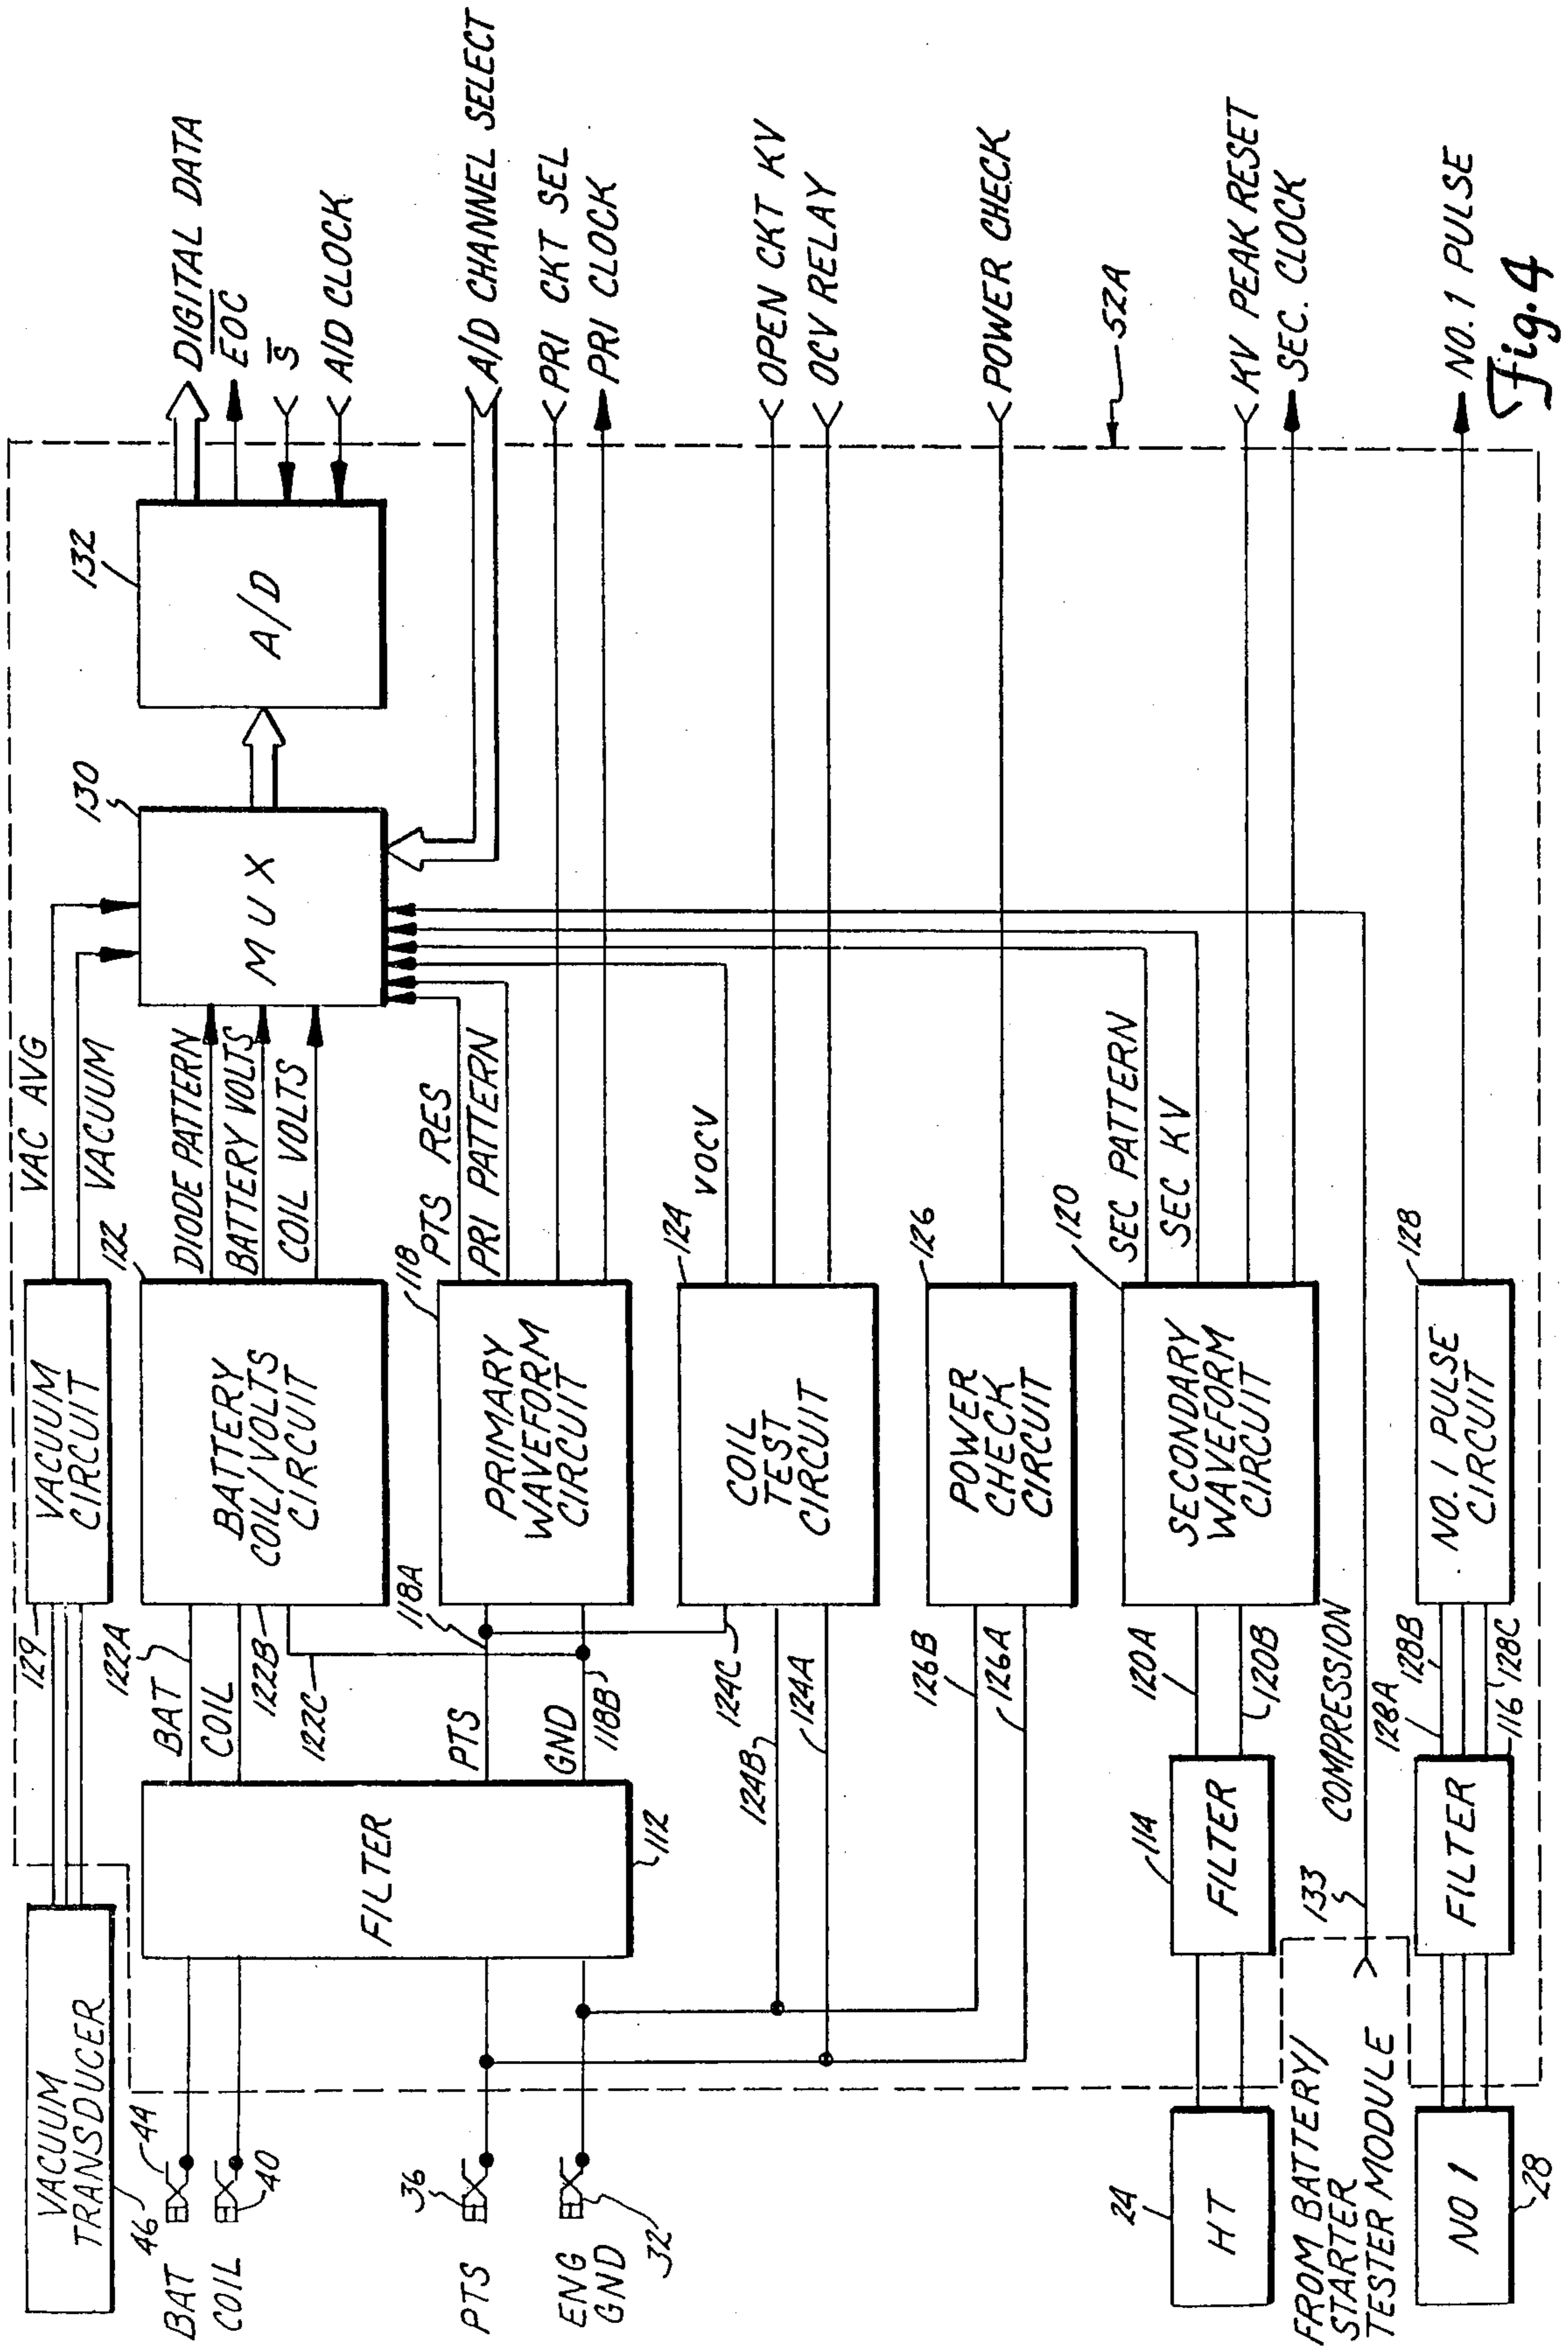 VACUUM
TRANSDUCER
46
BAT
44
COIL
40
PTS
36
ENG
GND
32
24
HT
FROM BATTERY/
STARTER
TESTER MODULE
NO 1
28
129
VACUUM
CIRCUIT
VAC AVG
VACUUM
FILTER
112
BAT
122A
COIL
122B
122C
PTS
118A
GND
118B
122
BATTERY
COIL/VOLTS
CIRCUIT
DIODE PATTERN
BATTERY VOLTS
COIL VOLTS
118
PRIMARY
WAVEFORM
CIRCUIT
PTS RES
PRI PATTERN
124C
124B
124A
124
COIL
TEST
CIRCUIT
VOCV
126B
126A
126
POWER
CHECK
CIRCUIT
114
FILTER
120A
120B
120
SECONDARY
WAVEFORM
CIRCUIT
SEC PATTERN
SEC KV
133
COMPRESSION
FILTER
116
128A
128B
128C
128
NO. 1 PULSE
CIRCUIT
130
MUX
132
A/D
DIGITAL DATA
EOC
S
A/D CLOCK
A/D CHANNEL SELECT
PRI CKT SEL
PRI CLOCK
OPEN CKT KV
OCV RELAY
POWER CHECK
52A
KV PEAK RESET
SEC. CLOCK
NO. 1 PULSE
Fig. 4